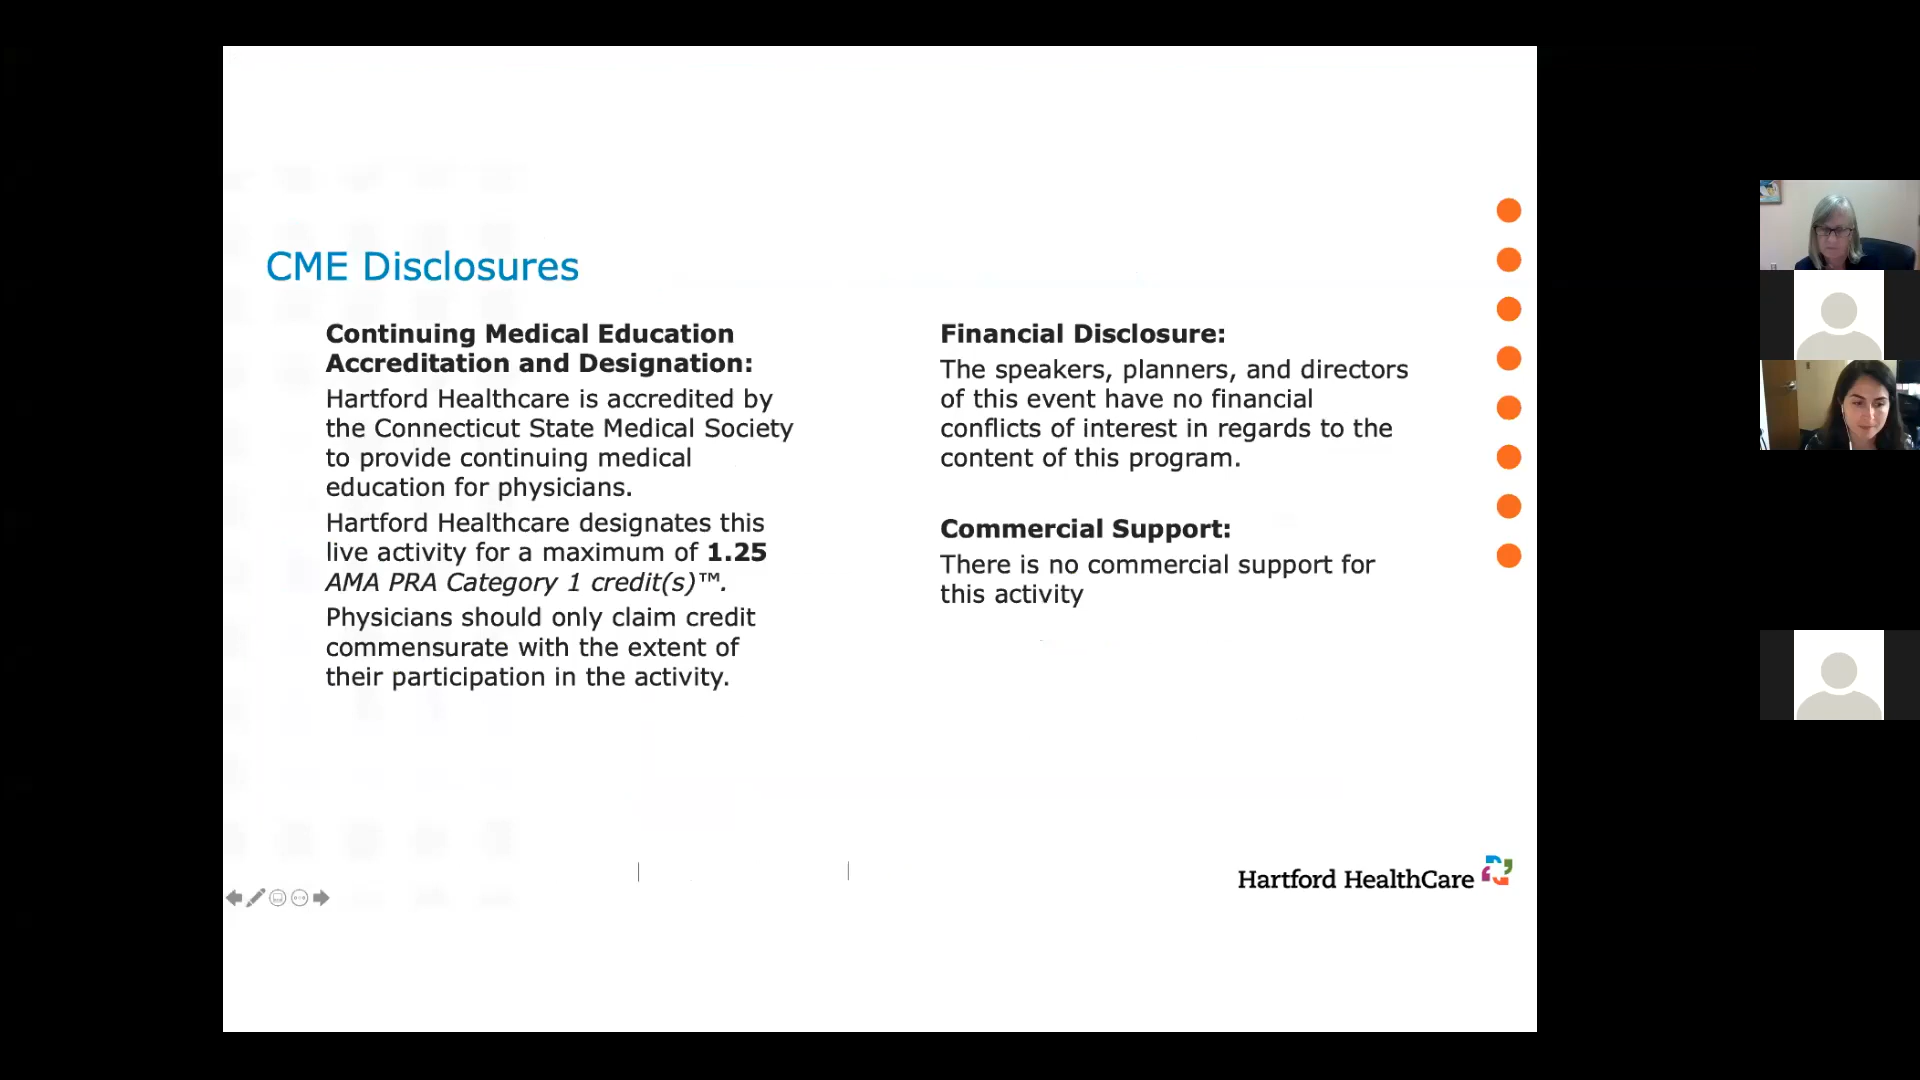 CME Disclosures
Continuing Medical Education
Accreditation and Designation:
Hartford Healthcare is accredited by
the Connecticut State Medical Society
to provide continuing medical
education for physicians.
Hartford Healthcare designates this
live activity for a maximum of 1.25
AMA PRA Category 1 credit(s)™.
Physicians should only claim credit
commensurate with the extent of
their participation in the activity.
Financial Disclosure:
The speakers, planners, and directors
of this event have no financial
conflicts of interest in regards to the
content of this program.
Commercial Support:
There is no commercial support for
this activity
Hartford HealthCare